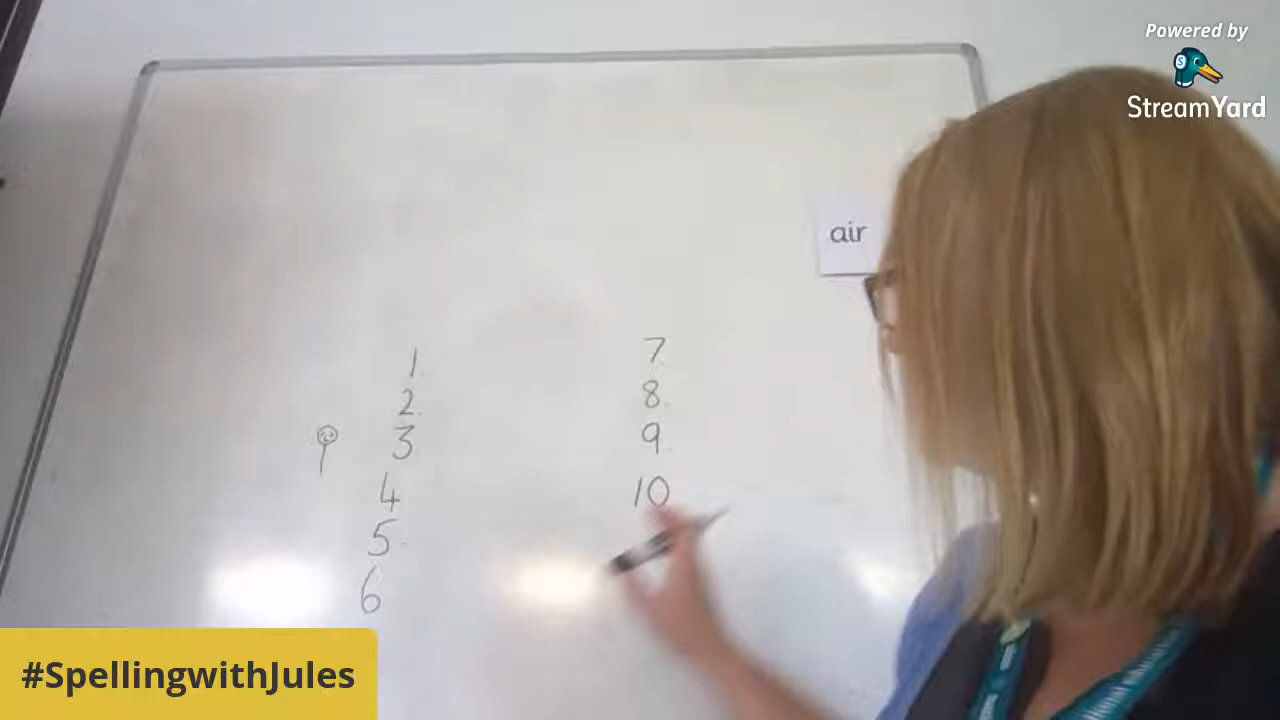 Powered by
StreamYard
air
1.
2.
3
4
5.
6
7.
8.
9.
10
#SpellingwithJules